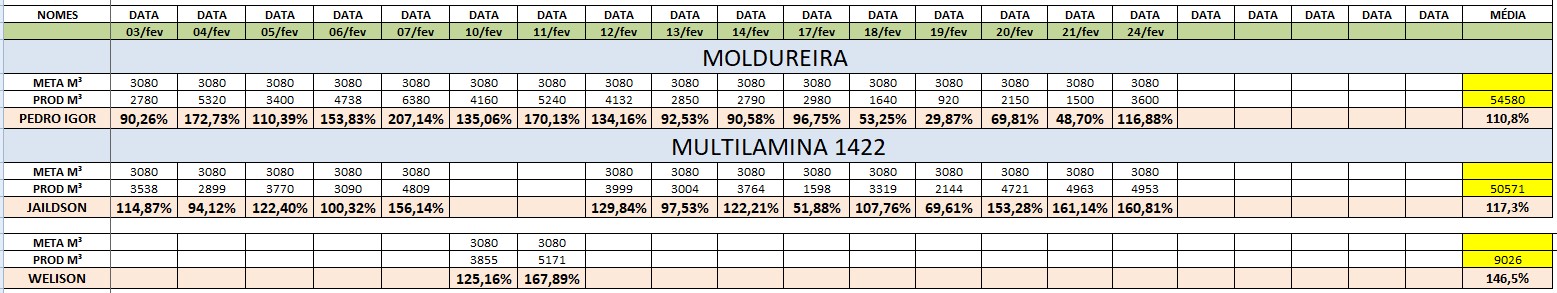 NOMES DATA DATA DATA DATA DATA DATA DATA DATA DATA DATA DATA DATA DATA DATA DATA DATA DATA DATA DATA DATA DATA MÉDIA
03/fev 04/fev 05/fev 06/fev 07/fev 10/fev 11/fev 12/fev 13/fev 14/fev 17/fev 18/fev 19/fev 20/fev 21/fev 24/fev
MOLDUREIRA
META M³ 3080 3080 3080 3080 3080 3080 3080 3080 3080 3080 3080 3080 3080 3080 3080 3080
PROD M³ 2780 5320 3400 4738 6380 4160 5240 4132 2850 2790 2980 1640 920 2150 1500 3600 54580
PEDRO IGOR 90,26% 172,73% 110,39% 153,83% 207,14% 135,06% 170,13% 134,16% 92,53% 90,58% 96,75% 53,25% 29,87% 69,81% 48,70% 116,88% 110,8%
MULTILAMINA 1422
META M³ 3080 3080 3080 3080 3080 3080 3080 3080 3080 3080 3080 3080 3080 3080
PROD M³ 3538 2899 3770 3090 4809 3999 3004 3764 1598 3319 2144 4721 4963 4953 50571
JAILDSON 114,87% 94,12% 122,40% 100,32% 156,14% 129,84% 97,53% 122,21% 51,88% 107,76% 69,61% 153,28% 161,14% 160,81% 117,3%
META M³ 3080 3080
PROD M³ 3855 5171 9026
WELISON 125,16% 167,89% 146,5%